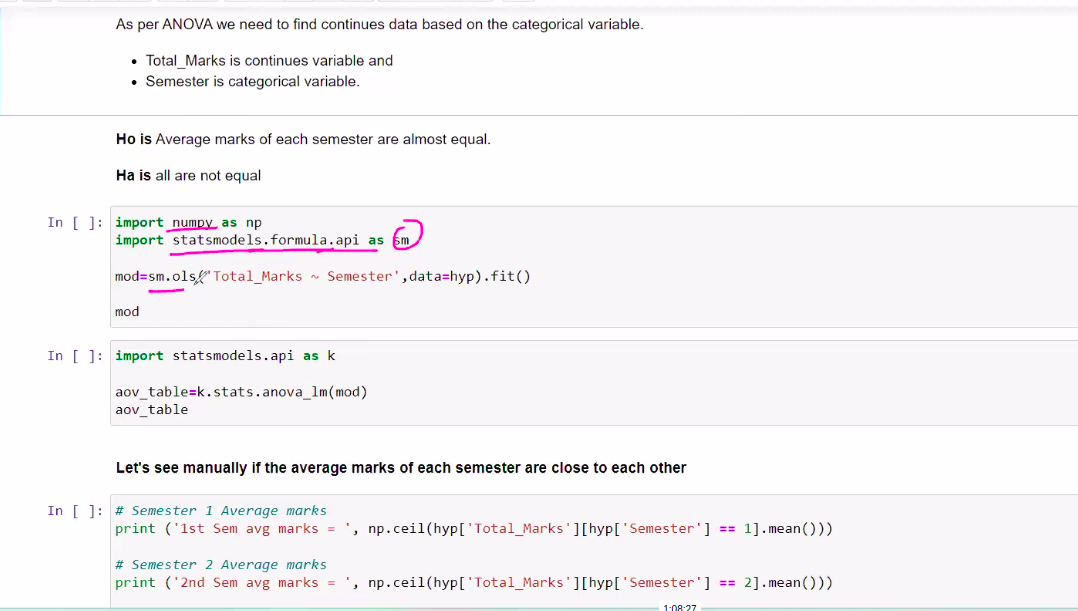 As per ANOVA we need to find continues data based on the categorical variable.
• Total_Marks is continues variable and
• Semester is categorical variable.
Ho is Average marks of each semester are almost equal.
Ha is all are not equal
In [ ]: import numpy as np
import statsmodels.formula.api as sm
mod=sm.ols('Total_Marks ~ Semester',data=hyp).fit()
mod
In [ ]: import statsmodels.api as k
aov_table=k.stats.anova_lm(mod)
aov_table
Let's see manually if the average marks of each semester are close to each other
In [ ]: # Semester 1 Average marks
print ('1st Sem avg marks = ', np.ceil(hyp['Total_Marks'][hyp['Semester'] == 1].mean()))
# Semester 2 Average marks
print ('2nd Sem avg marks = ', np.ceil(hyp['Total_Marks'][hyp['Semester'] == 2].mean()))
1:08:27